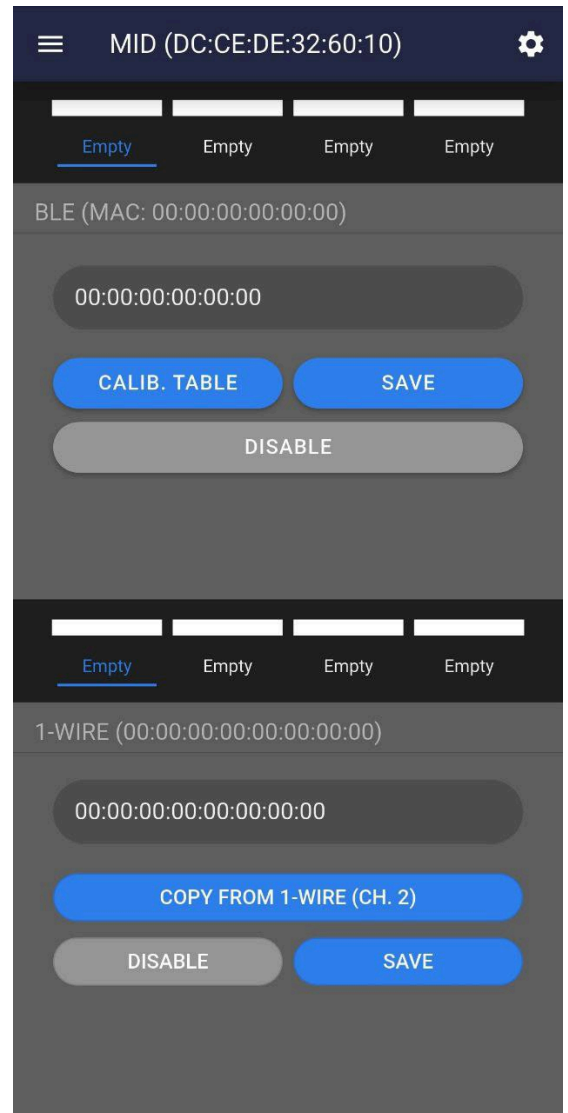 MID (DC:CE:DE:32:60:10)
Empty Empty Empty Empty
BLE (MAC: 00:00:00:00:00:00)
00:00:00:00:00:00
CALIB. TABLE SAVE
DISABLE
Empty Empty Empty Empty
1-WIRE (00:00:00:00:00:00:00:00)
00:00:00:00:00:00:00:00
COPY FROM 1-WIRE (CH. 2)
DISABLE SAVE